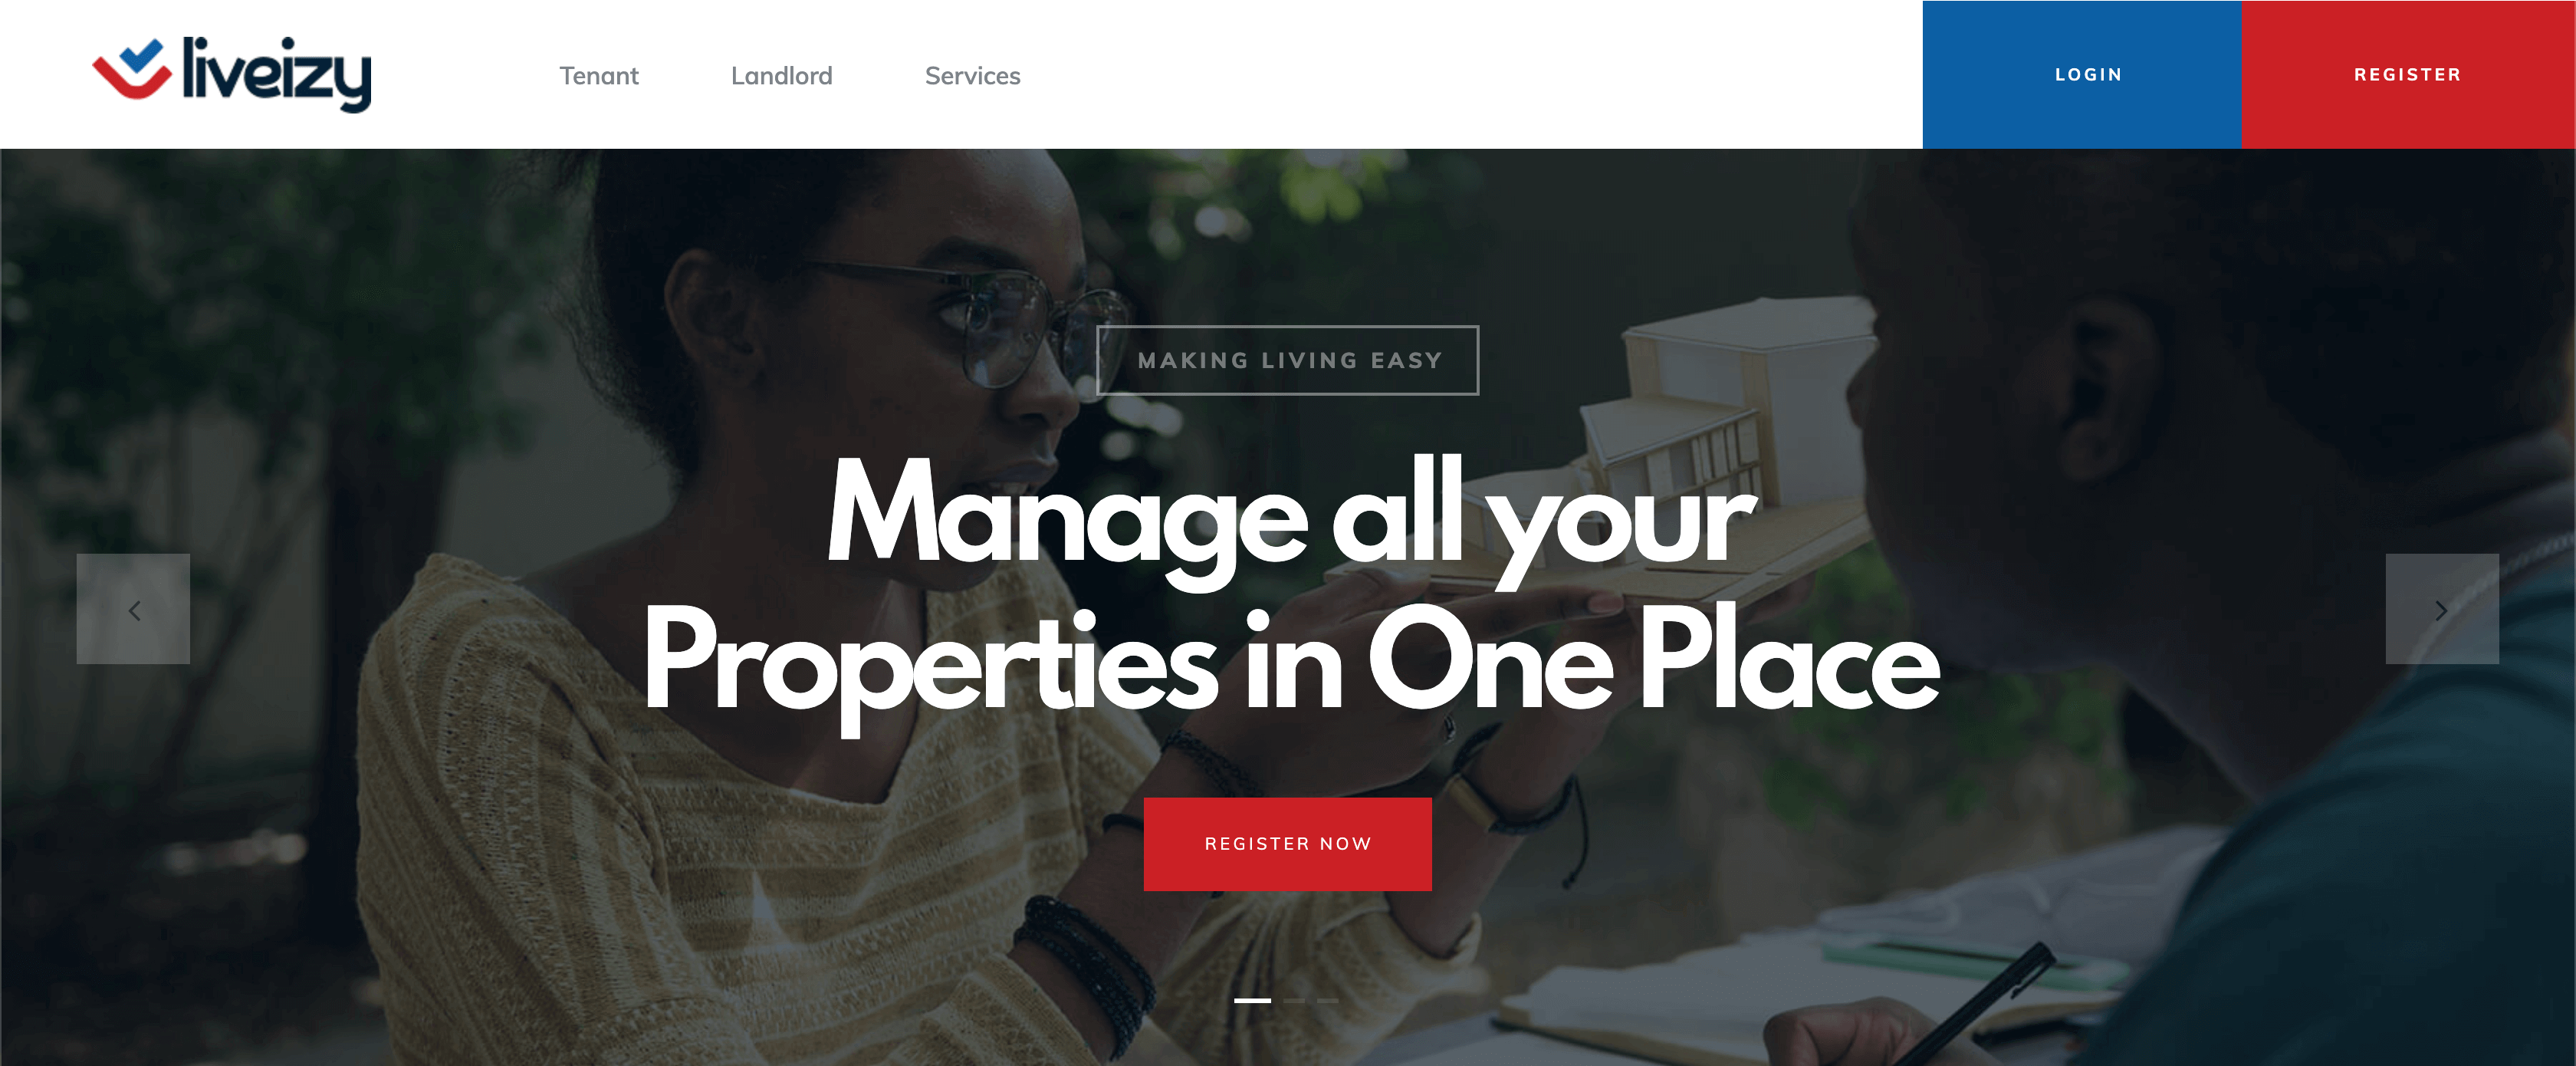 liveizy
Tenant
Landlord
Services
LOGIN
REGISTER
MAKING LIVING EASY
Manage all your
Properties in One Place
REGISTER NOW